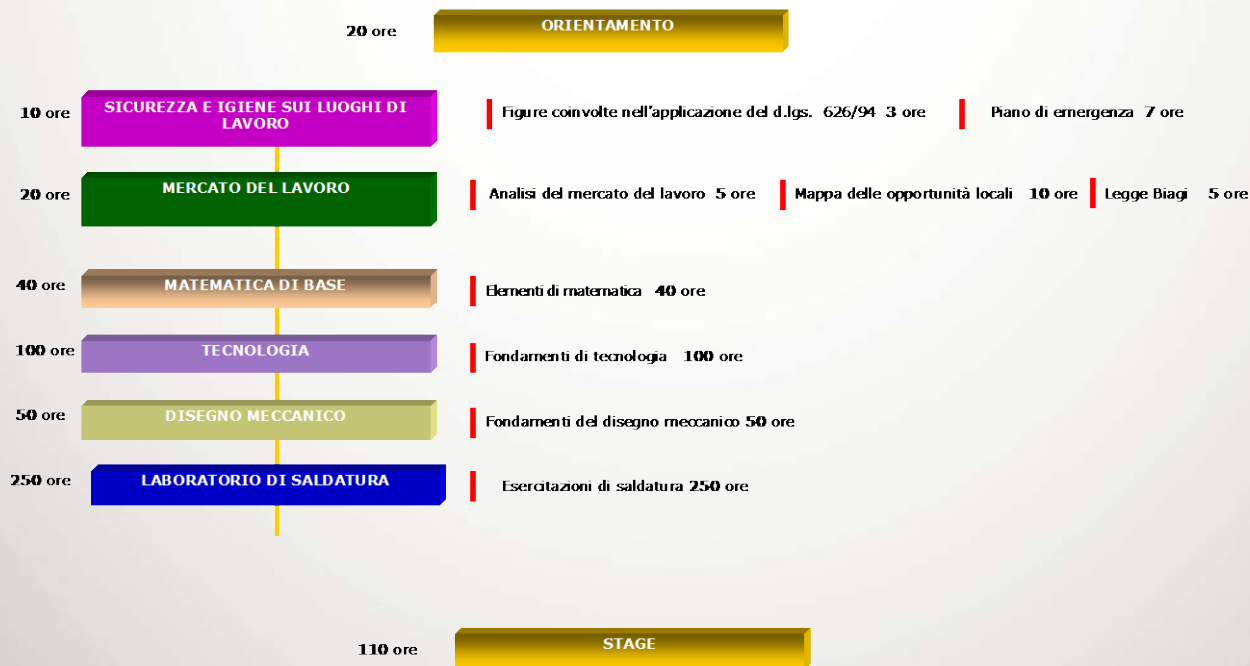 20 ore
ORIENTAMENTO
10 ore
SICUREZZA E IGIENE SUI LUOGHI DI
LAVORO
Figure coinvolte nell'applicazione del d.lgs. 626/94 3 ore
Piano di emergenza 7 ore
20 ore
MERCATO DEL LAVORO
Analisi del mercato del lavoro 5 ore
Mappa delle opportunità locali 10 ore
Legge Biagi 5 ore
40 ore
MATEMATICA DI BASE
Elementi di matematica 40 ore
100 ore
TECNOLOGIA
Fondamenti di tecnologia 100 ore
50 ore
DISEGNO MECCANICO
Fondamenti del disegno meccanico 50 ore
250 ore
LABORATORIO DI SALDATURA
Esercitazioni di saldatura 250 ore
110 ore
STAGE